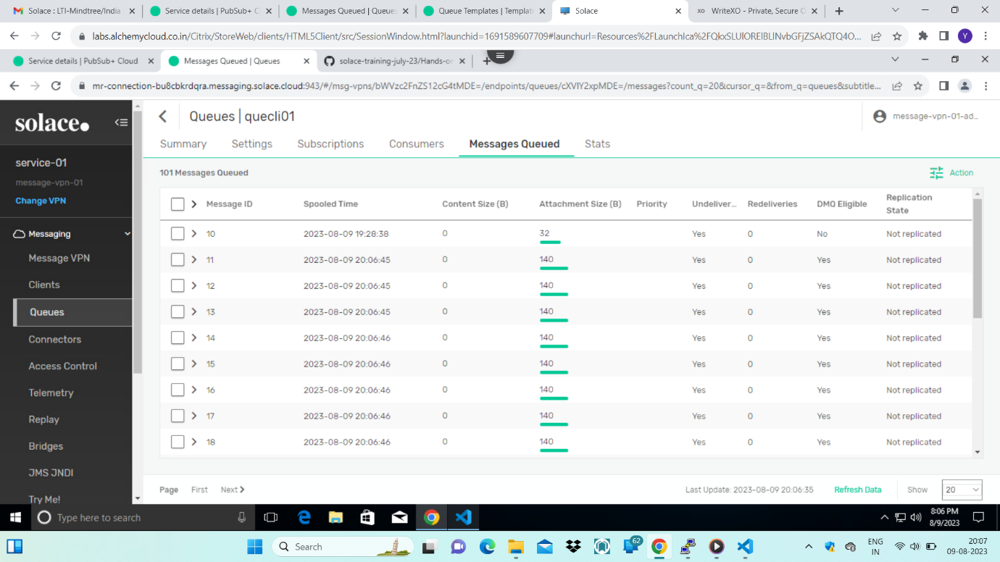 Solace : LTI-Mindtree/India
Service details | PubSub+ Cl
Messages Queued | Queues
Queue Templates | Template
Solace
XO WriteXO - Private, Secure O
labs.alchemycloud.co.in/Citrix/StoreWeb/clients/HTML5Client/src/SessionWindow.html?launchid=1691589607709#launchurl=Resources%2FLaunchIca%2FQkxSLUlORElBLlNvbGFjZSAkQTQ4O...
Y
Service details | PubSub+ Cloud
Messages Queued | Queues
solace-training-july-23/Hands-on
mr-connection-bu8cbkrdqra.messaging.solace.cloud:943/#/msg-vpns/bWVzc2FnZS12cG4tMDE=/endpoints/queues/cXVlY2xpMDE=/messages?count_q=20&cursor_q=&from_q=queues&subtitle...
solace.
Queues | quecli01
message-vpn-01-ad...
Summary Settings Subscriptions Consumers Messages Queued Stats
service-01
message-vpn-01
Change VPN
Messaging
Message VPN
Clients
Queues
Connectors
Access Control
Telemetry
Replay
Bridges
JMS JNDI
Try Me!
101 Messages Queued
Action
Message ID Spooled Time Content Size (B) Attachment Size (B) Priority Undeliver... Redeliveries DMQ Eligible Replication State
10 2023-08-09 19:28:38 0 32 Yes 0 No Not replicated
11 2023-08-09 20:06:45 0 140 Yes 0 Yes Not replicated
12 2023-08-09 20:06:45 0 140 Yes 0 Yes Not replicated
13 2023-08-09 20:06:45 0 140 Yes 0 Yes Not replicated
14 2023-08-09 20:06:46 0 140 Yes 0 Yes Not replicated
15 2023-08-09 20:06:46 0 140 Yes 0 Yes Not replicated
16 2023-08-09 20:06:46 0 140 Yes 0 Yes Not replicated
17 2023-08-09 20:06:46 0 140 Yes 0 Yes Not replicated
18 2023-08-09 20:06:46 0 140 Yes 0 Yes Not replicated
Page First Next
Last Update: 2023-08-09 20:06:35 Refresh Data Show 20
Type here to search
8:06 PM
8/9/2023
Search
62
ENG
IN
20:07
09-08-2023